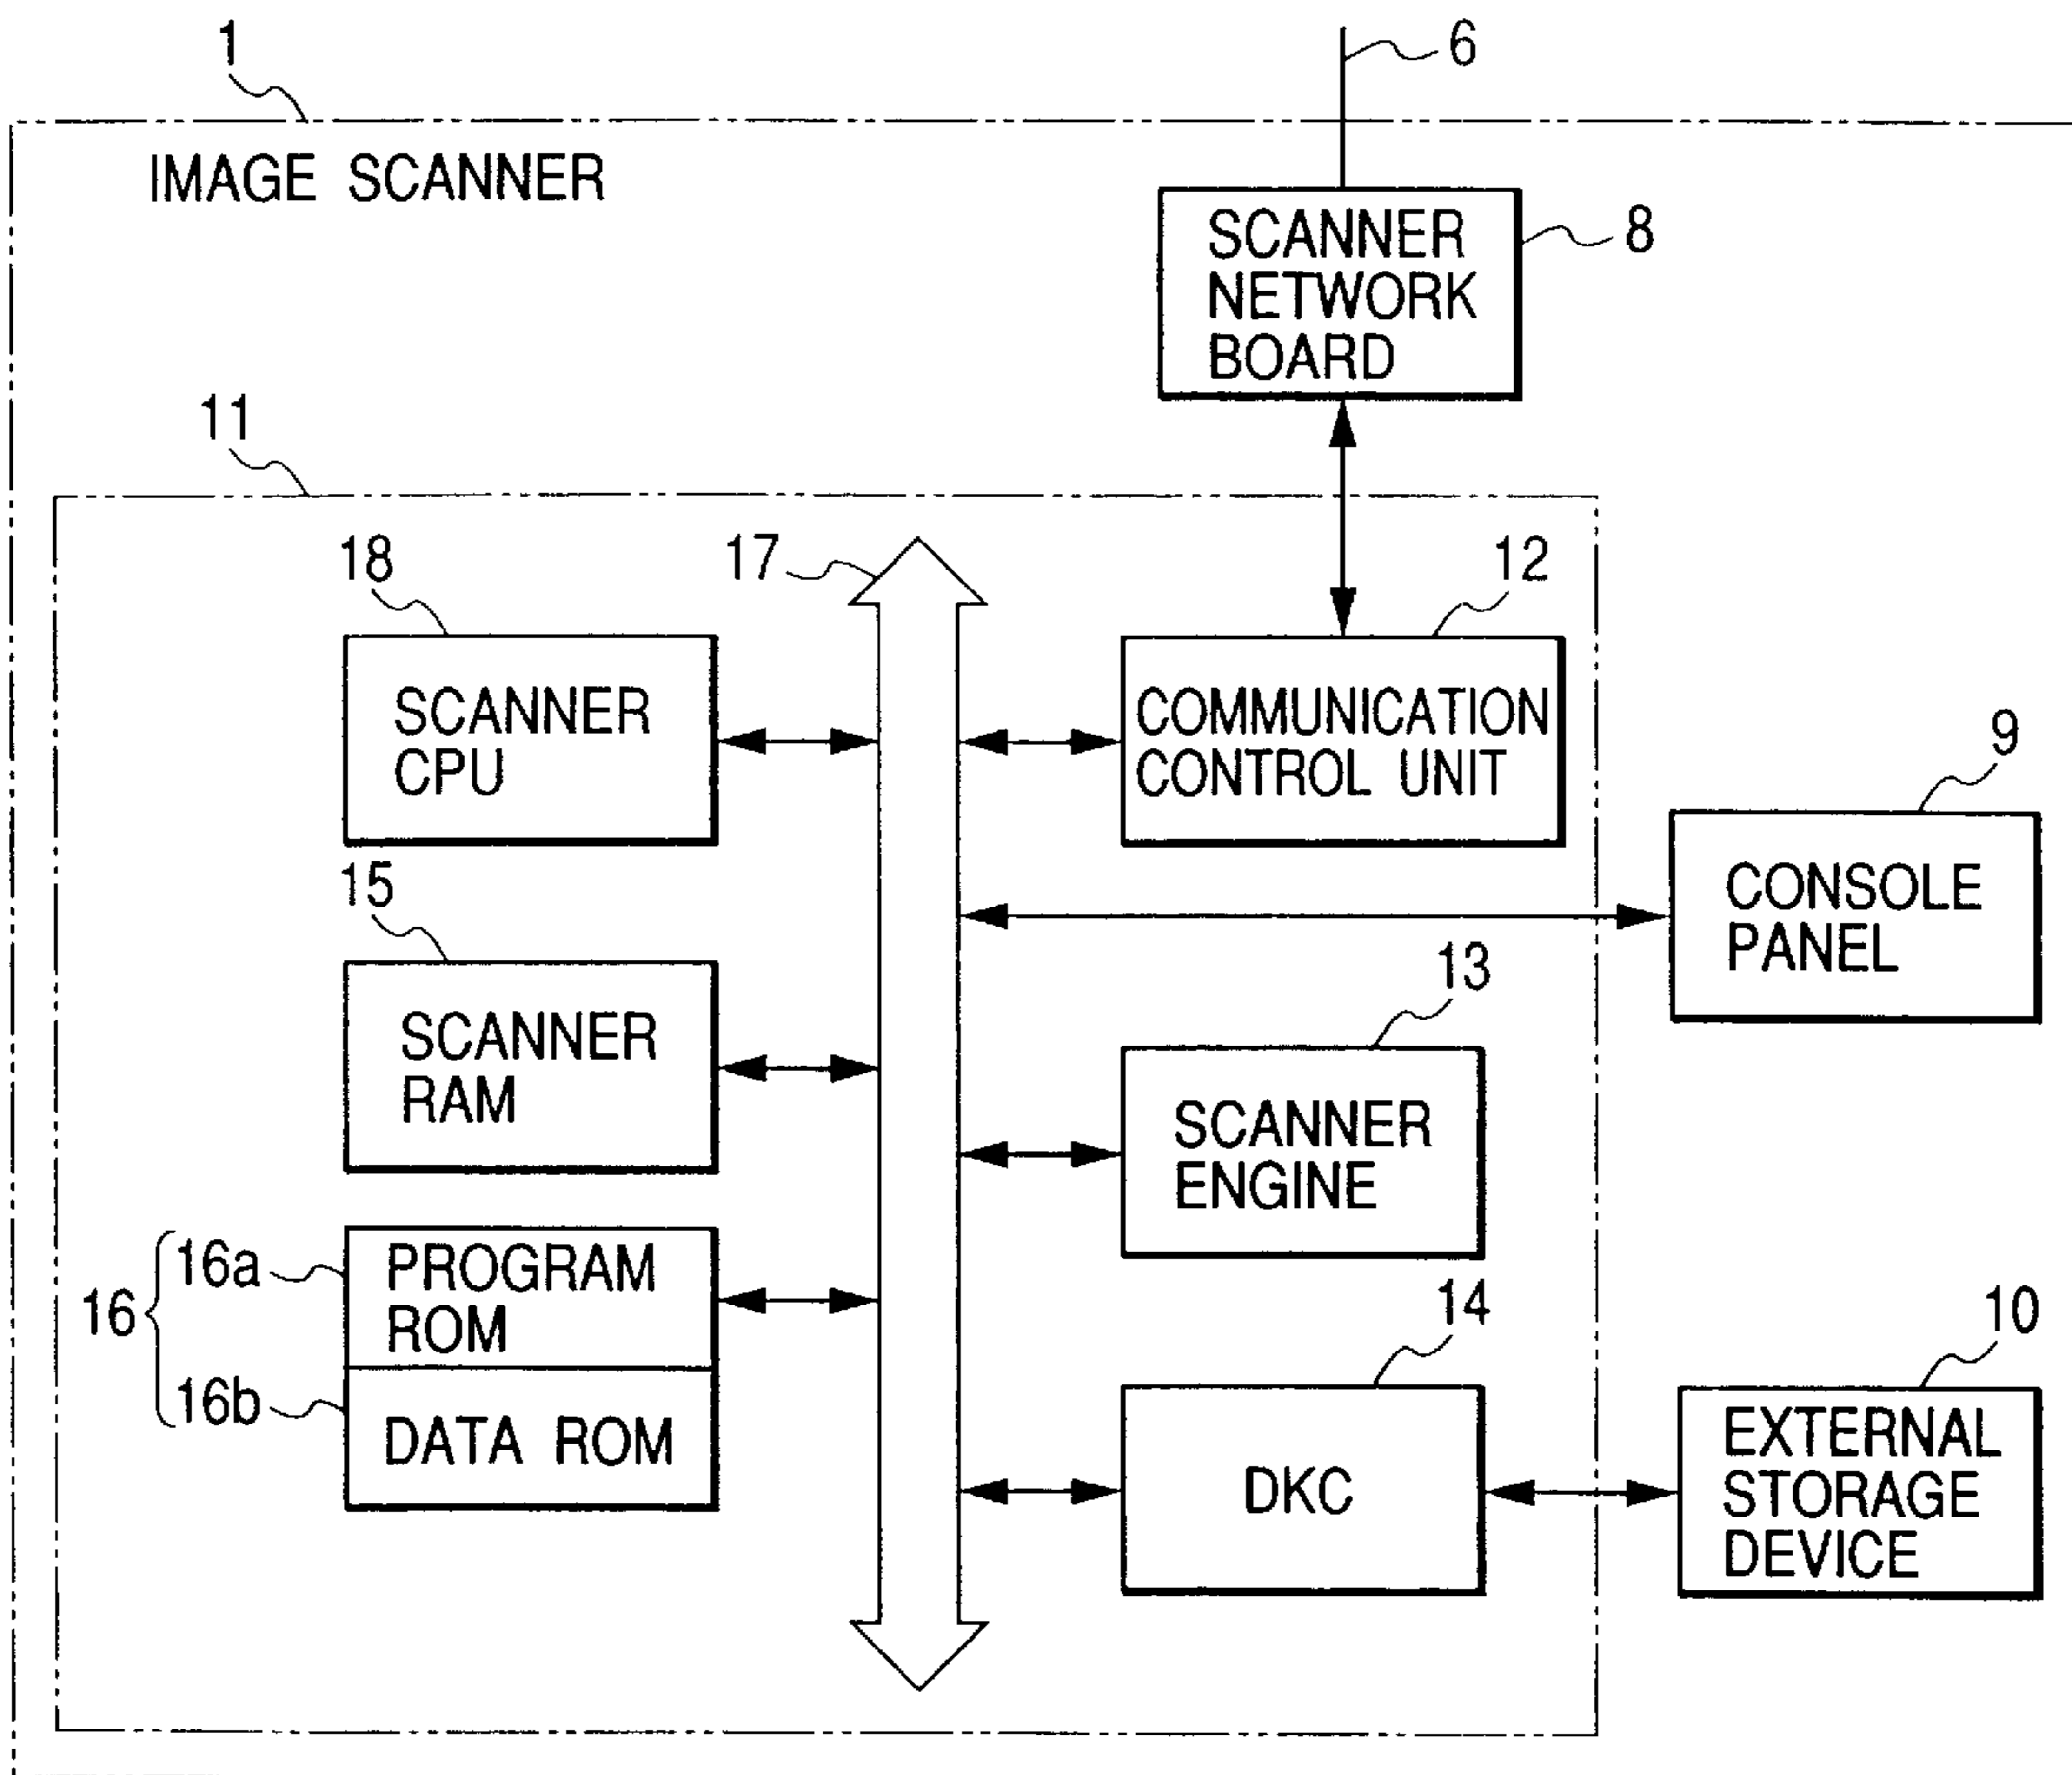 1
6
IMAGE SCANNER
SCANNER
NETWORK
BOARD
8
11
18
17
12
SCANNER
CPU
COMMUNICATION
CONTROL UNIT
9
CONSOLE
PANEL
15
13
SCANNER
RAM
SCANNER
ENGINE
16
16a
PROGRAM
ROM
16b
DATA ROM
14
DKC
10
EXTERNAL
STORAGE
DEVICE